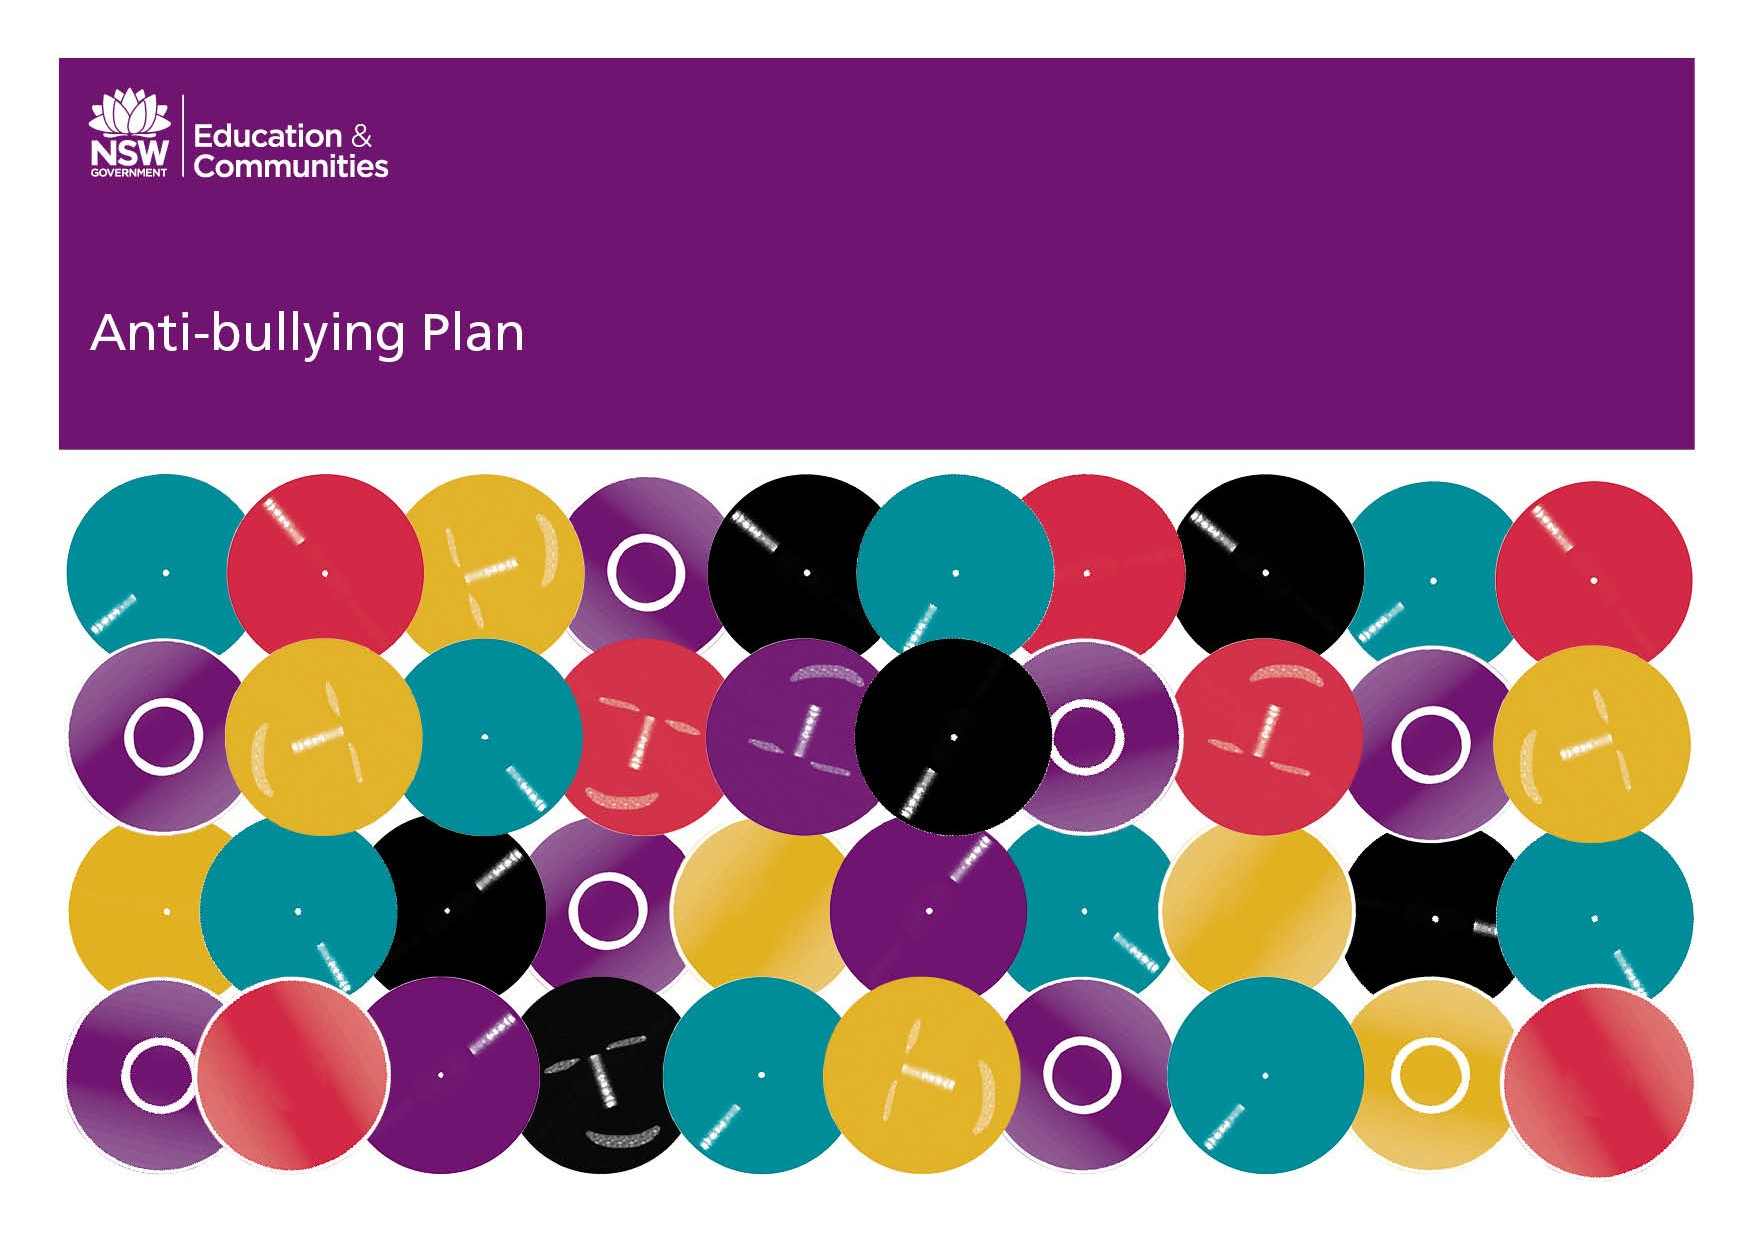 NSW
GOVERNMENT
Education &
Communities
Anti-bullying Plan